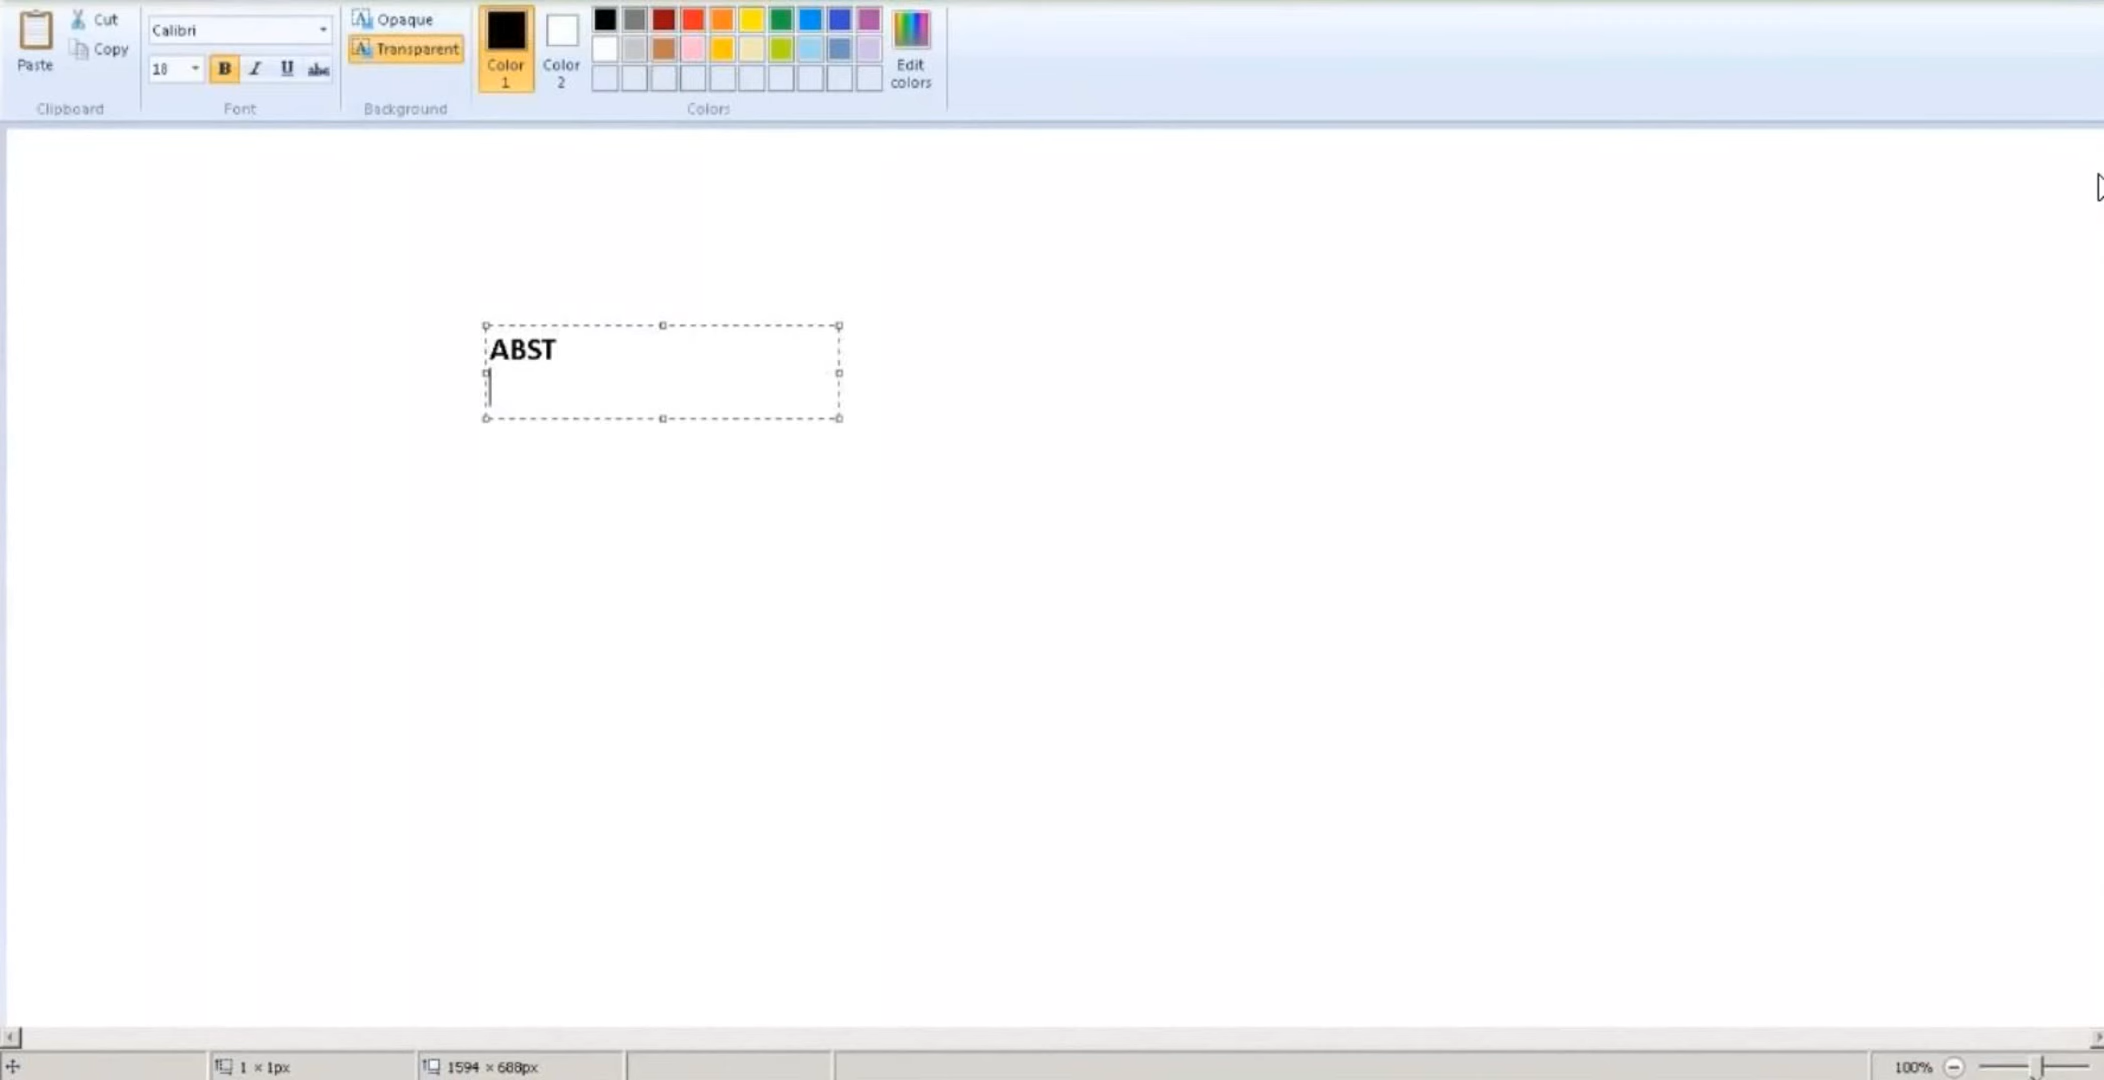 Paste
Cut
Copy
Clipboard
Calibri
18
B I U abc
Font
Opaque
Transparent
Background
Color
1
Color
2
Edit
colors
Colors
ABST
1 × 1px
1594 × 688px
100%